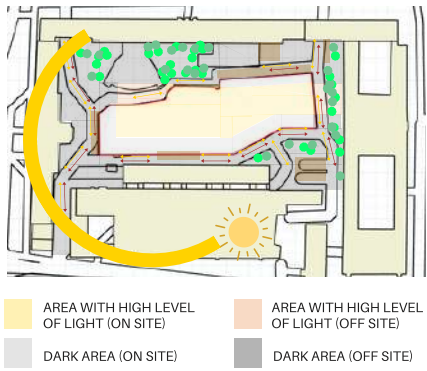 AREA WITH HIGH LEVEL
OF LIGHT (ON SITE)
AREA WITH HIGH LEVEL
OF LIGHT (OFF SITE)
DARK AREA (ON SITE)
DARK AREA (OFF SITE)